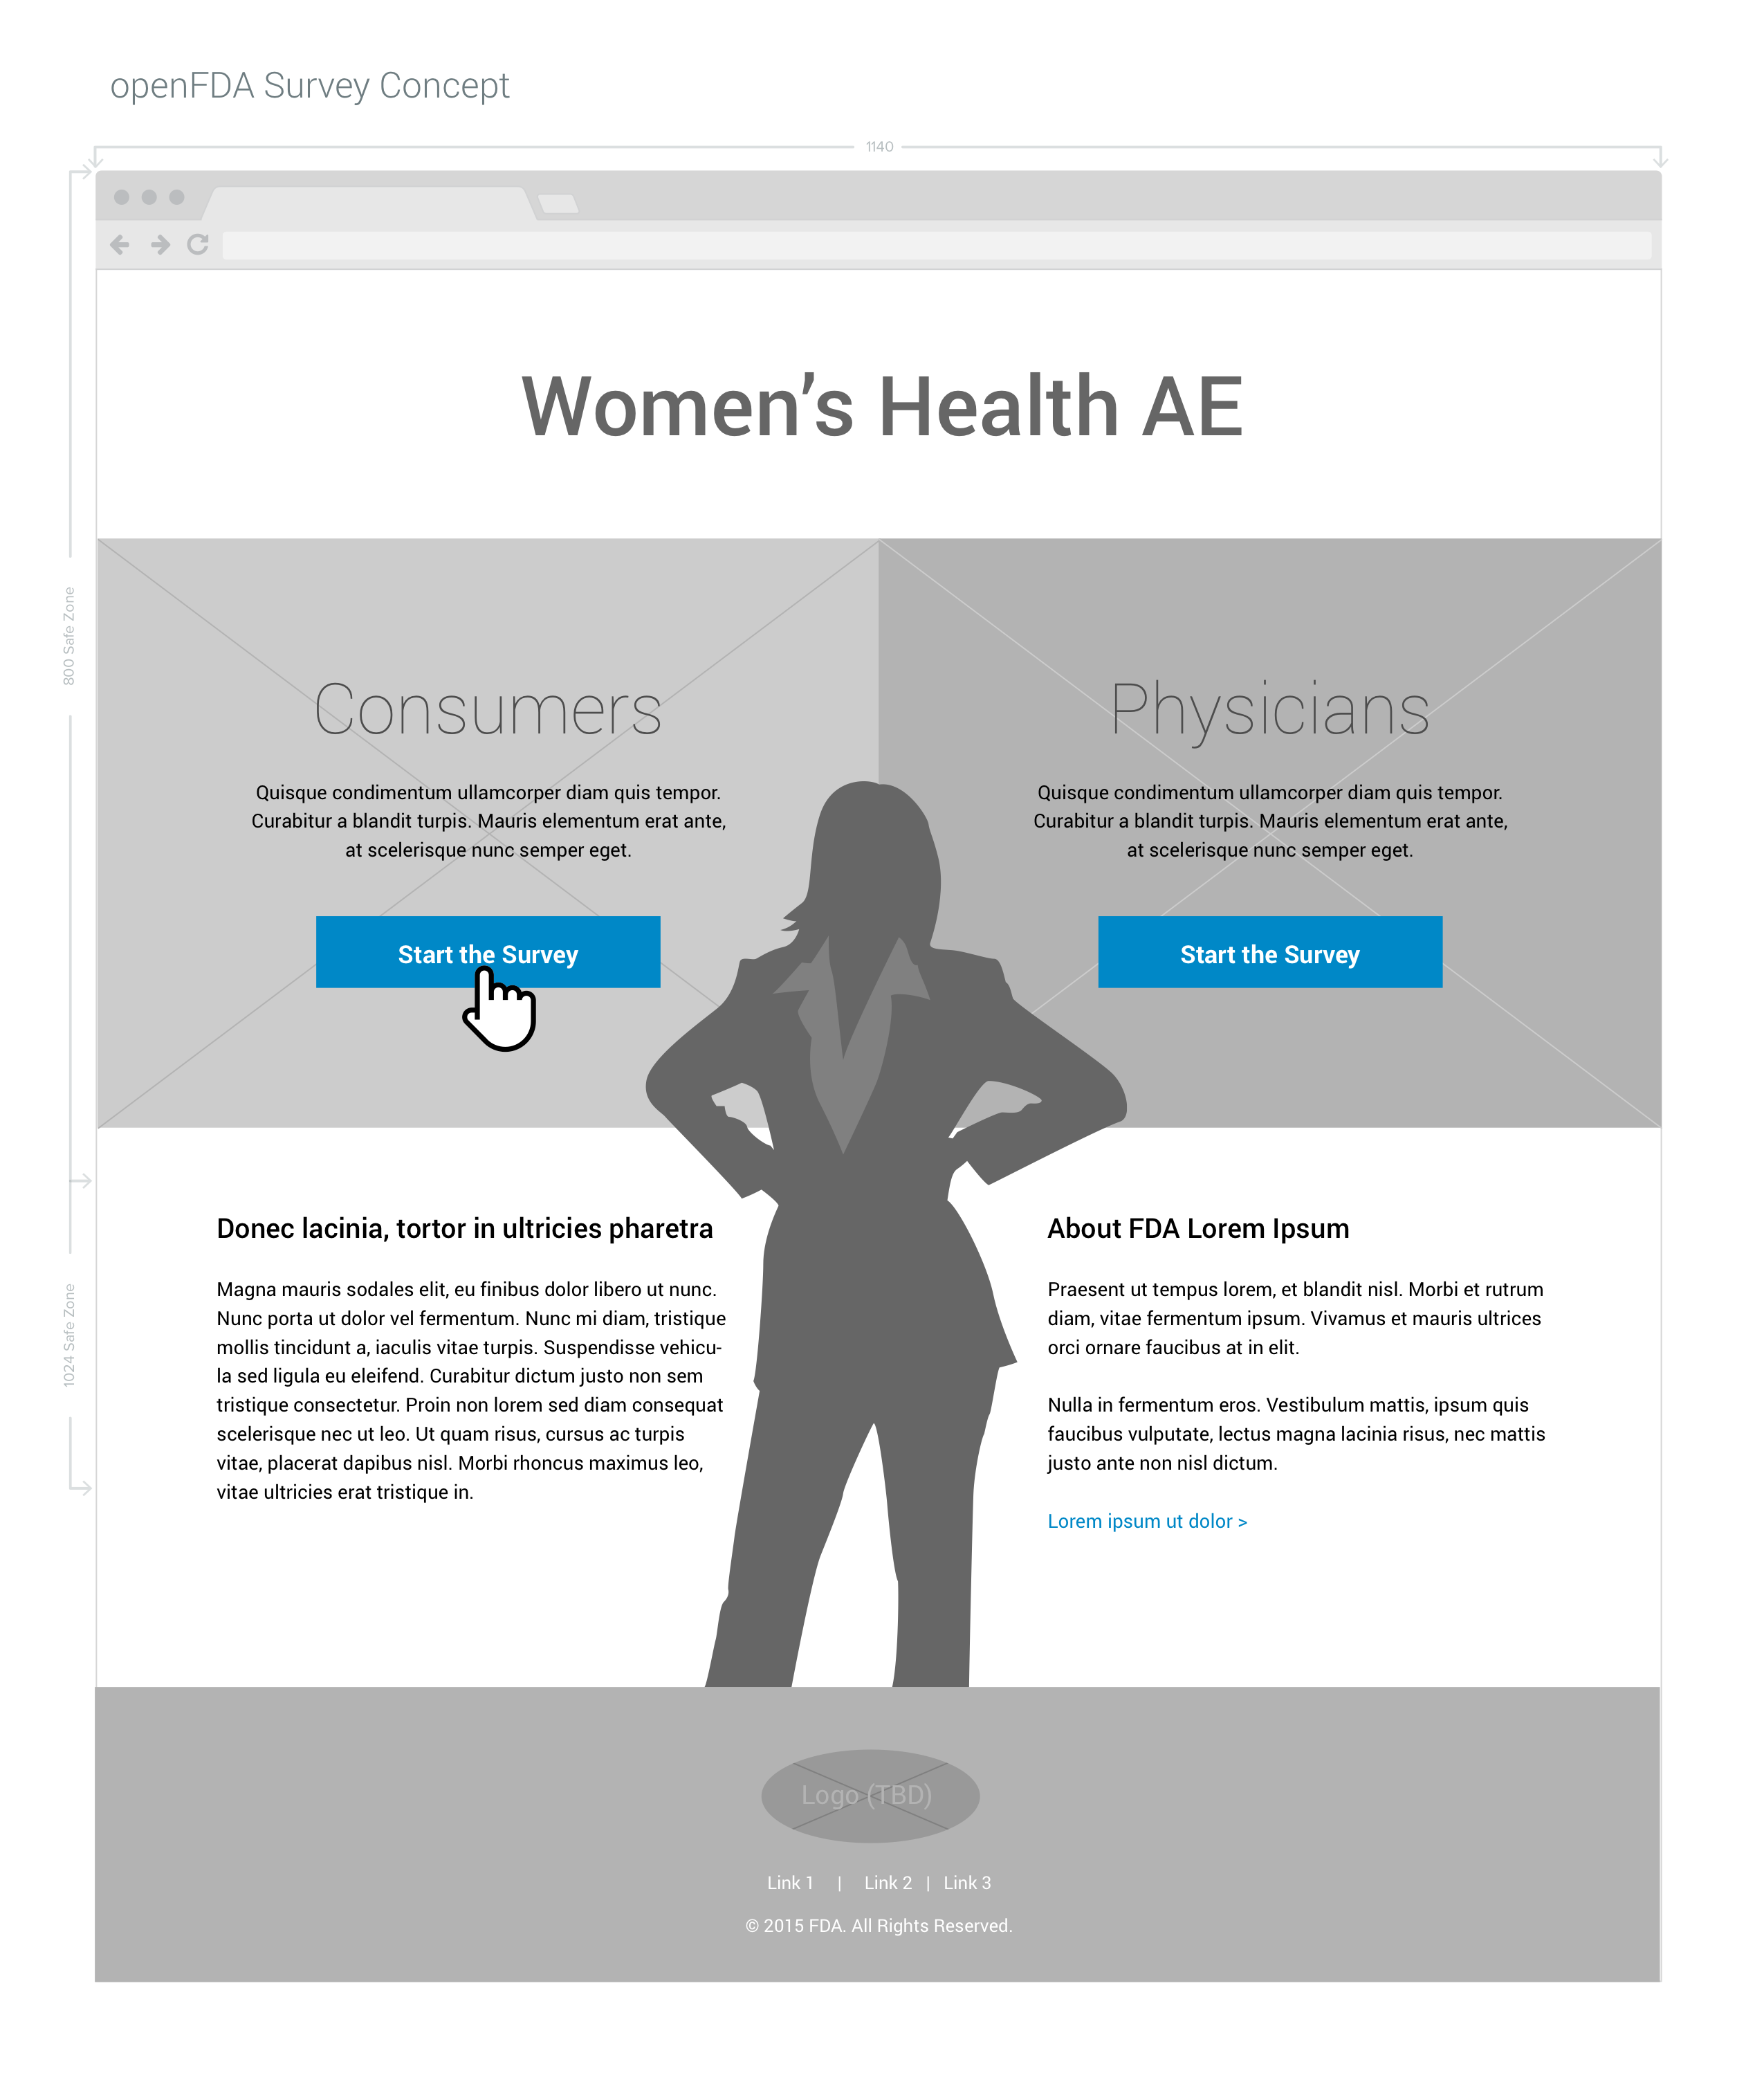 openFDA Survey Concept
1140
800 Safe Zone
1024 Safe Zone
Women’s Health AE
Consumers
Quisque condimentum ullamcorper diam quis tempor.
Curabitur a blandit turpis. Mauris elementum erat ante,
at scelerisque nunc semper eget.
Start the Survey
Physicians
Quisque condimentum ullamcorper diam quis tempor.
Curabitur a blandit turpis. Mauris elementum erat ante,
at scelerisque nunc semper eget.
Start the Survey
Donec lacinia, tortor in ultricies pharetra
Magna mauris sodales elit, eu finibus dolor libero ut nunc.
Nunc porta ut dolor vel fermentum. Nunc mi diam, tristique
mollis tincidunt a, iaculis vitae turpis. Suspendisse vehicu-
la sed ligula eu eleifend. Curabitur dictum justo non sem
tristique consectetur. Proin non lorem sed diam consequat
scelerisque nec ut leo. Ut quam risus, cursus ac turpis
vitae, placerat dapibus nisl. Morbi rhoncus maximus leo,
vitae ultricies erat tristique in.
About FDA Lorem Ipsum
Praesent ut tempus lorem, et blandit nisl. Morbi et rutrum
diam, vitae fermentum ipsum. Vivamus et mauris ultrices
orci ornare faucibus at in elit.
Nulla in fermentum eros. Vestibulum mattis, ipsum quis
faucibus vulputate, lectus magna lacinia risus, nec mattis
justo ante non nisl dictum.
Lorem ipsum ut dolor >
Logo (TBD)
Link 1 | Link 2 | Link 3
© 2015 FDA. All Rights Reserved.